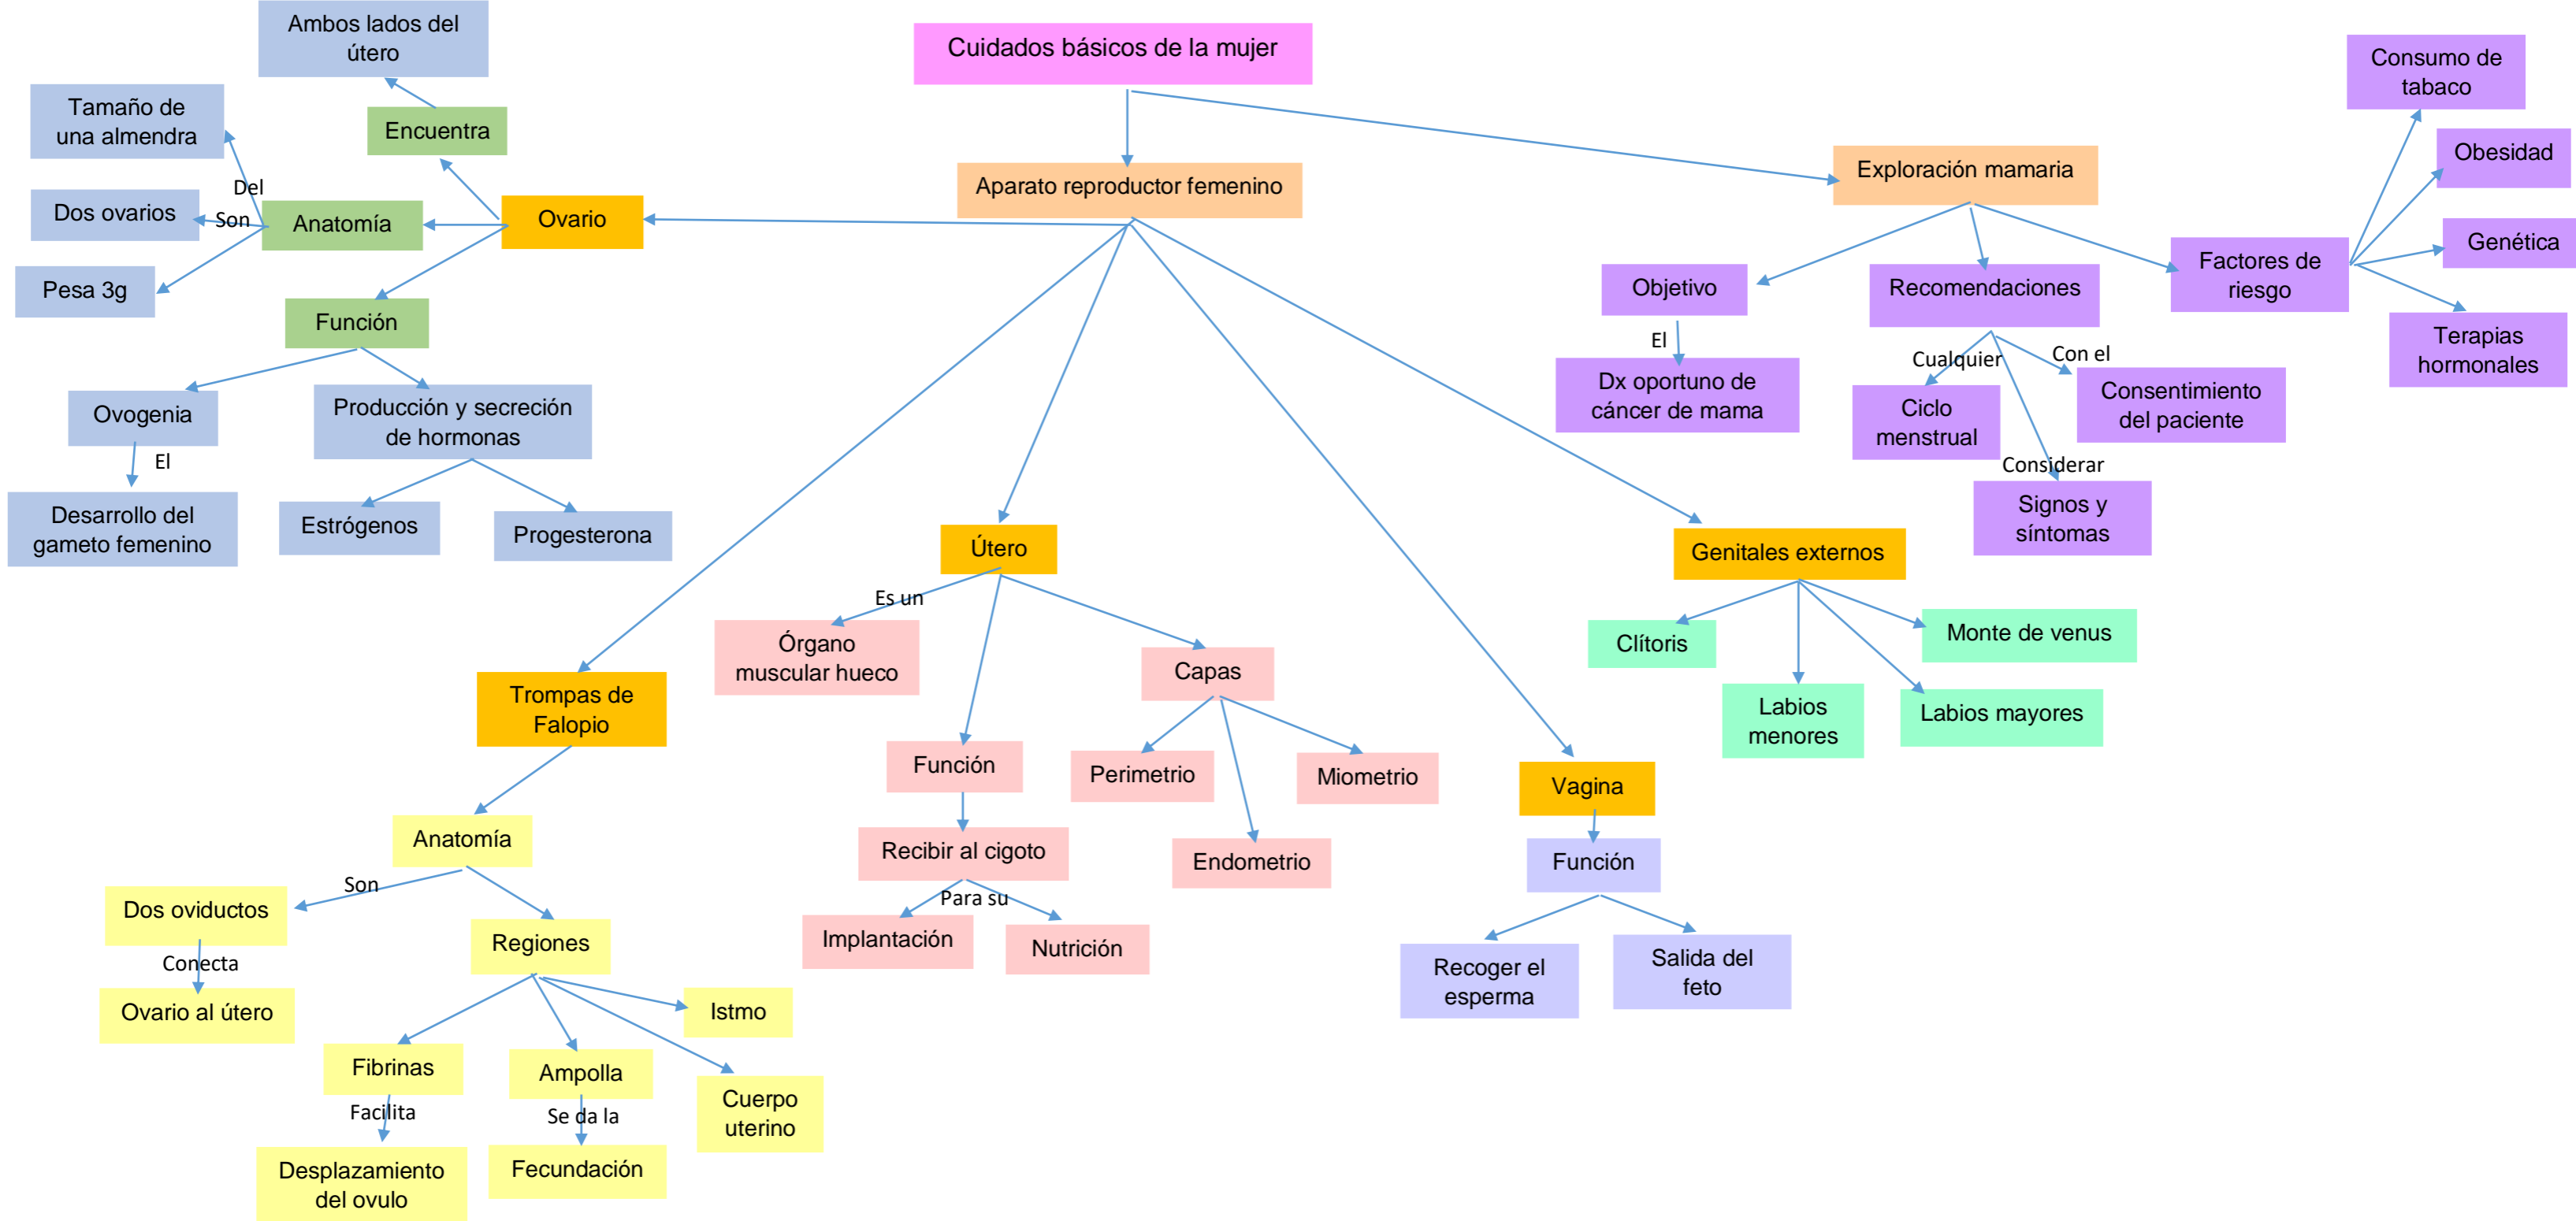 Cuidados básicos de la mujer
Aparato reproductor femenino
Ovario
Encuentra
Ambos lados del
útero
Anatomía
Del
Tamaño de
una almendra
Son
Dos ovarios
Pesa 3g
Función
Ovogenia
El
Desarrollo del
gameto femenino
Producción y secreción
de hormonas
Estrógenos
Progesterona
Trompas de
Falopio
Anatomía
Son
Dos oviductos
Conecta
Ovario al útero
Regiones
Fibrinas
Facilita
Desplazamiento
del ovulo
Ampolla
Se da la
Fecundación
Cuerpo
uterino
Istmo
Útero
Es un
Órgano
muscular hueco
Función
Recibir al cigoto
Para su
Implantación
Nutrición
Capas
Perimetrio
Endometrio
Miometrio
Vagina
Función
Recoger el
esperma
Salida del
feto
Genitales externos
Clítoris
Labios
menores
Labios mayores
Monte de venus
Exploración mamaria
Objetivo
El
Dx oportuno de
cáncer de mama
Recomendaciones
Cualquier
Ciclo
menstrual
Considerar
Signos y
síntomas
Con el
Consentimiento
del paciente
Factores de
riesgo
Consumo de
tabaco
Obesidad
Genética
Terapias
hormonales